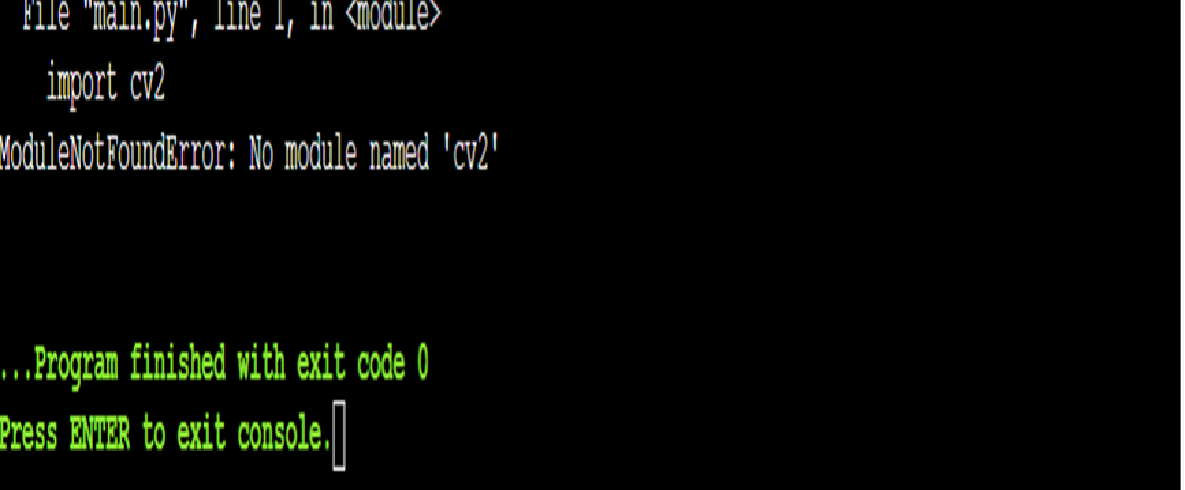 File "main.py", line 1, in <module>
import cv2
ModuleNotFoundError: No module named 'cv2'
...Program finished with exit code 0
Press ENTER to exit console.